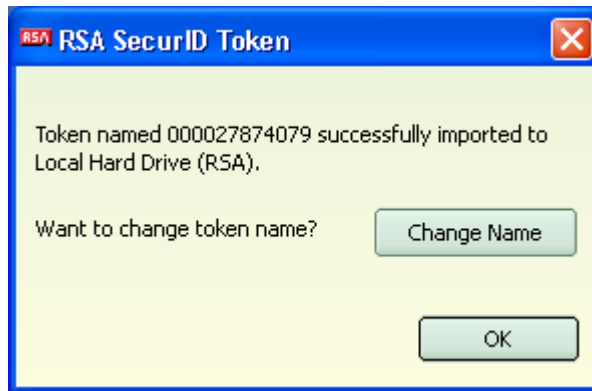 RSA RSA SecurID Token
Token named 000027874079 successfully imported to
Local Hard Drive (RSA).
Want to change token name?
Change Name
OK